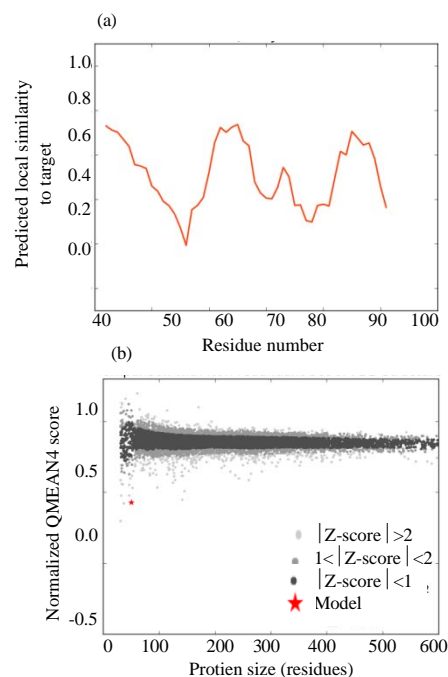 (a)
Predicted local similarity
to target
1.0
0.8
0.6
0.4
0.2
0.0
40 50 60 70 80 90 100
Residue number
(b)
Normalized QMEAN4 score
1.0
0.5
0.0
-0.5
|Z-score|>2
1<|Z-score|<2
|Z-score|<1
Model
0 100 200 300 400 500 600
Protien size (residues)